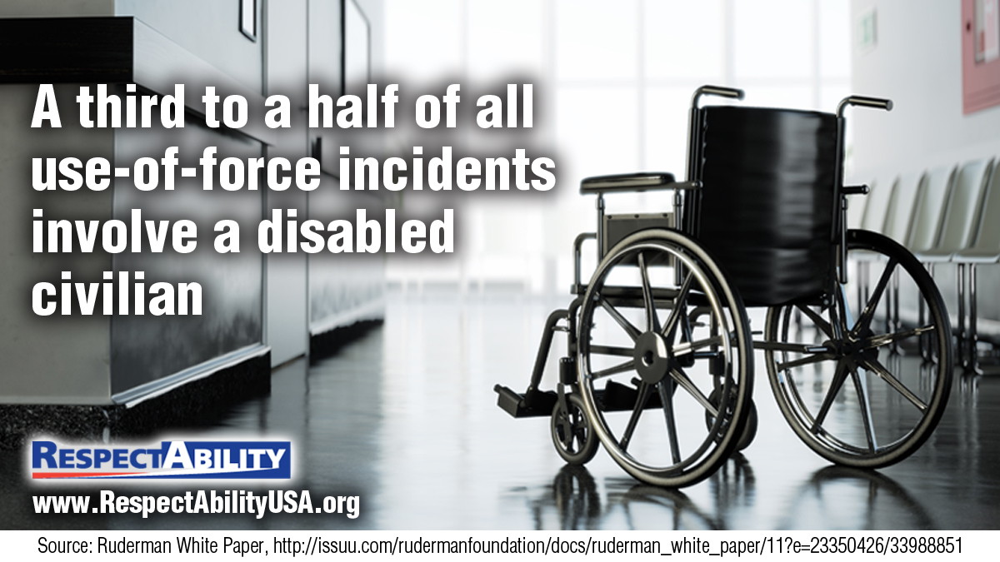 A third to a half of all
use-of-force incidents
involve a disabled
civilian
RESPECTABILITY
www.RespectAbilityUSA.org
Source: Ruderman White Paper, http://issuu.com/rudermanfoundation/docs/ruderman_white_paper/11?e=23350426/33988851